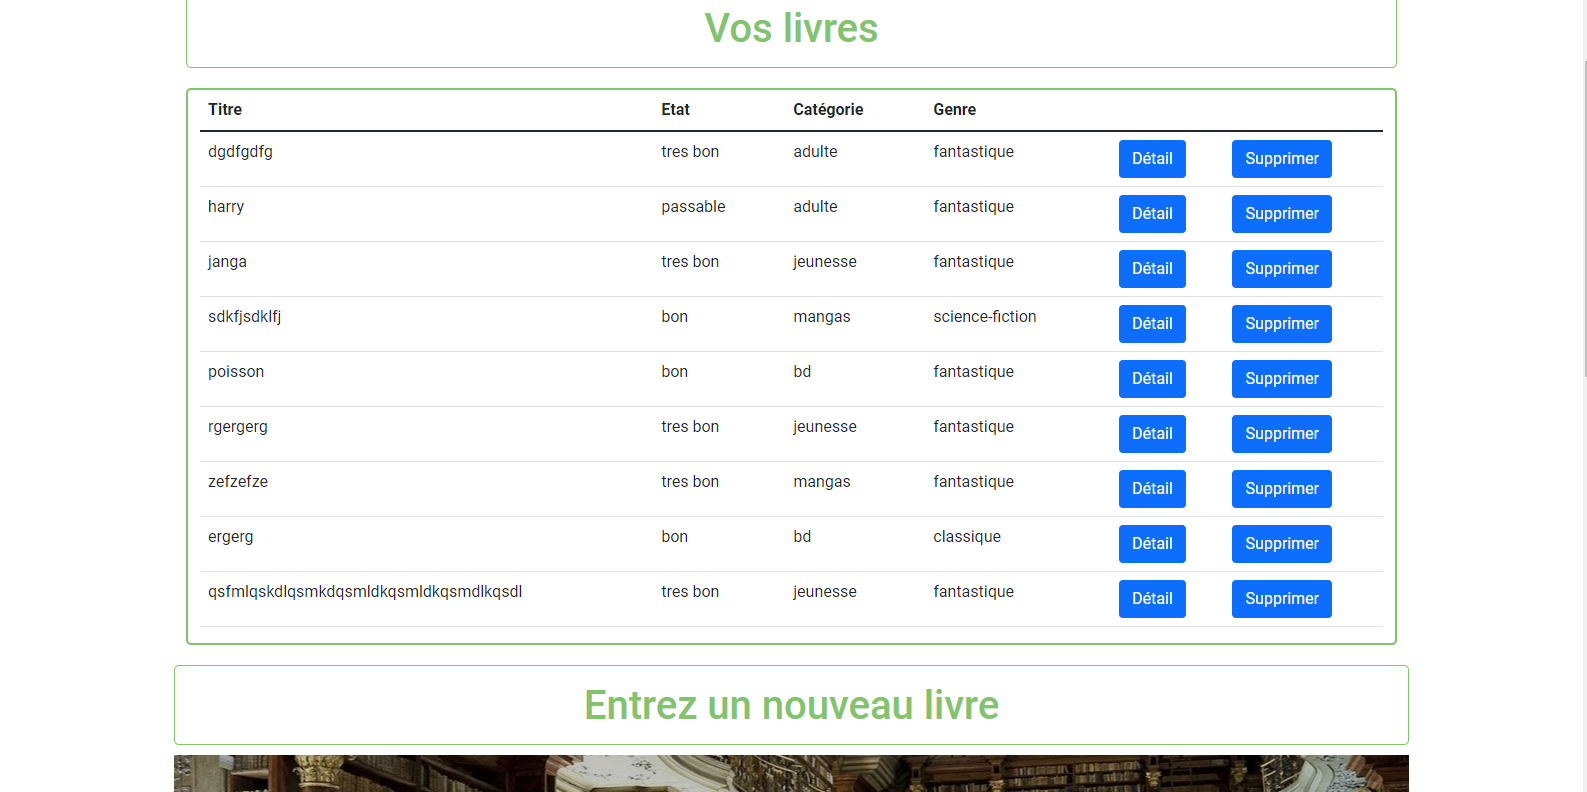 Vos livres
Titre Etat Catégorie Genre
dgdfgdfg tres bon adulte fantastique Détail Supprimer
harry passable adulte fantastique Détail Supprimer
janga tres bon jeunesse fantastique Détail Supprimer
sdkfjsdklfj bon mangas science-fiction Détail Supprimer
poisson bon bd fantastique Détail Supprimer
rgergerg tres bon jeunesse fantastique Détail Supprimer
zefzefze tres bon mangas fantastique Détail Supprimer
ergerg bon bd classique Détail Supprimer
qsfmlqskdlqsmkdqsmldkqsmldkqsmdlkqsdl tres bon jeunesse fantastique Détail Supprimer
Entrez un nouveau livre